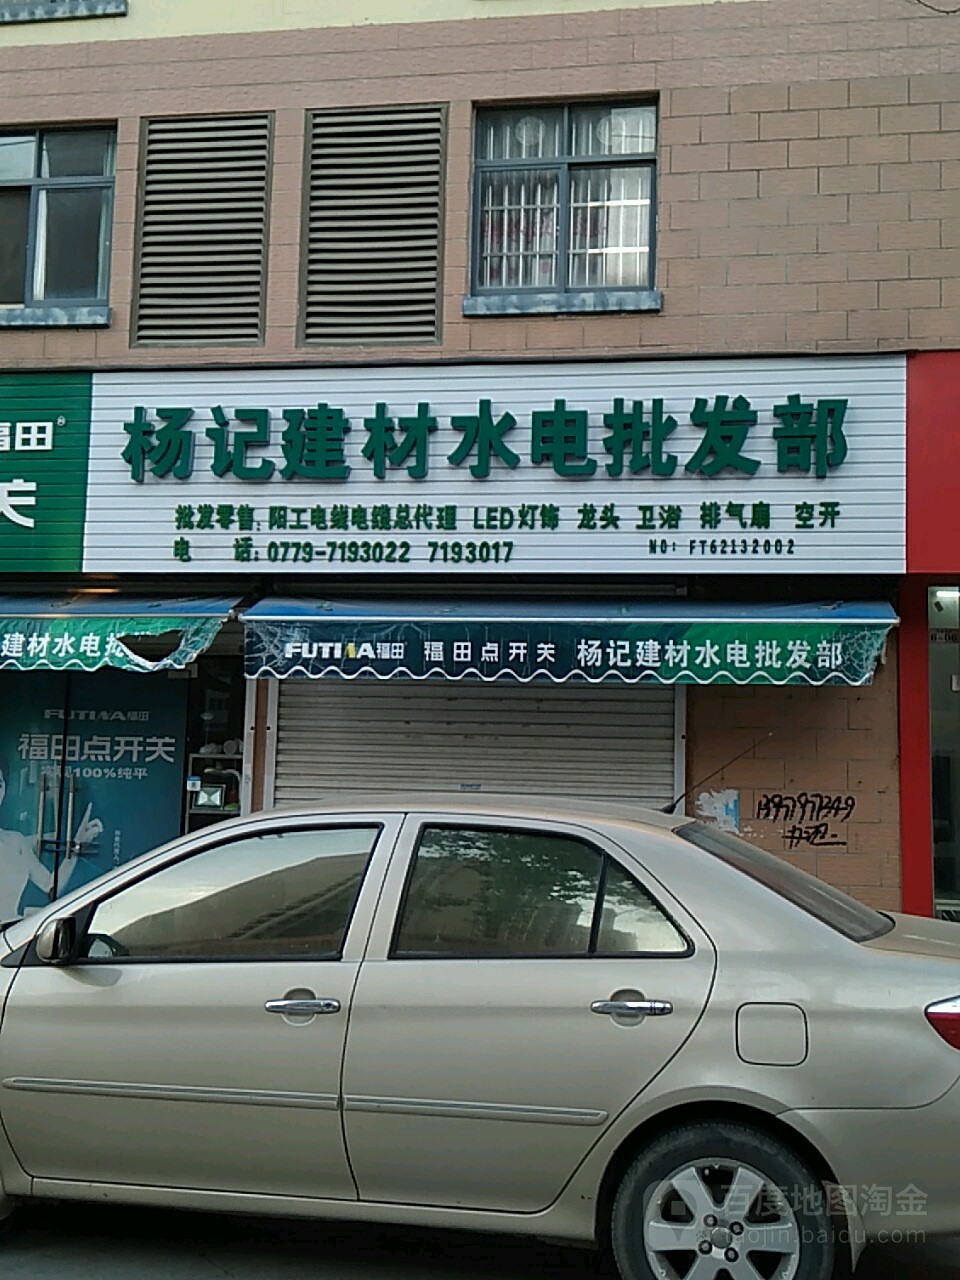 福田®
关
杨记建材水电批发部
批发零售:阳工电线电缆总代理 LED灯饰 龙头 卫浴 排气扇 空开
电 话:0779-7193022 7193017
NO: FT62132002
建材水电批
FUTINA福田 福田点开关 杨记建材水电批发部
FUTINA福田
福田点开关
100%纯平
百度地图淘金
taojin.baidu.com